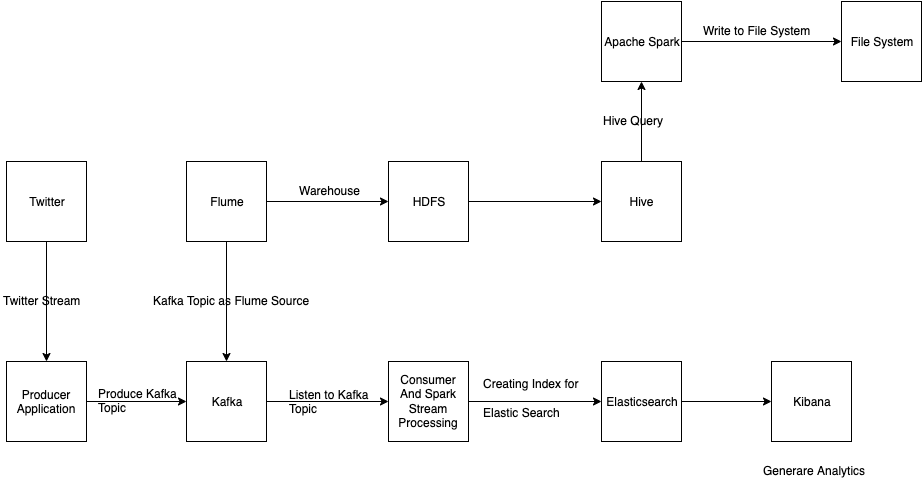 Apache Spark
Write to File System
File System
Hive Query
Twitter
Flume
Warehouse
HDFS
Hive
Twitter Stream
Kafka Topic as Flume Source
Producer
Application
Produce Kafka
Topic
Kafka
Listen to Kafka
Topic
Consumer
And Spark
Stream
Processing
Creating Index for
Elastic Search
Elasticsearch
Kibana
Generare Analytics